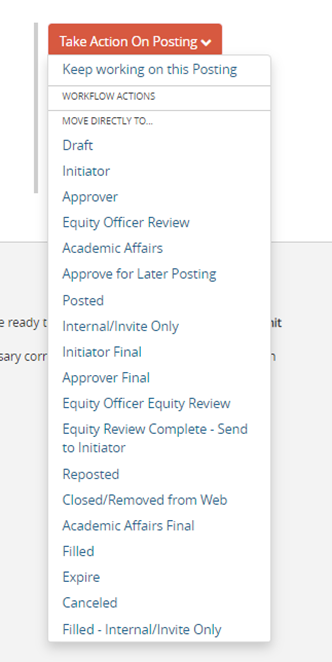 Take Action On Posting
Keep working on this Posting
WORKFLOW ACTIONS
MOVE DIRECTLY TO...
Draft
Initiator
Approver
Equity Officer Review
Academic Affairs
Approve for Later Posting
Posted
e ready t
Internal/Invite Only
nit
Initiator Final
sary corr
n
Approver Final
Equity Officer Equity Review
Equity Review Complete - Send
to Initiator
Reposted
Closed/Removed from Web
Academic Affairs Final
Filled
Expire
Canceled
Filled - Internal/Invite Only